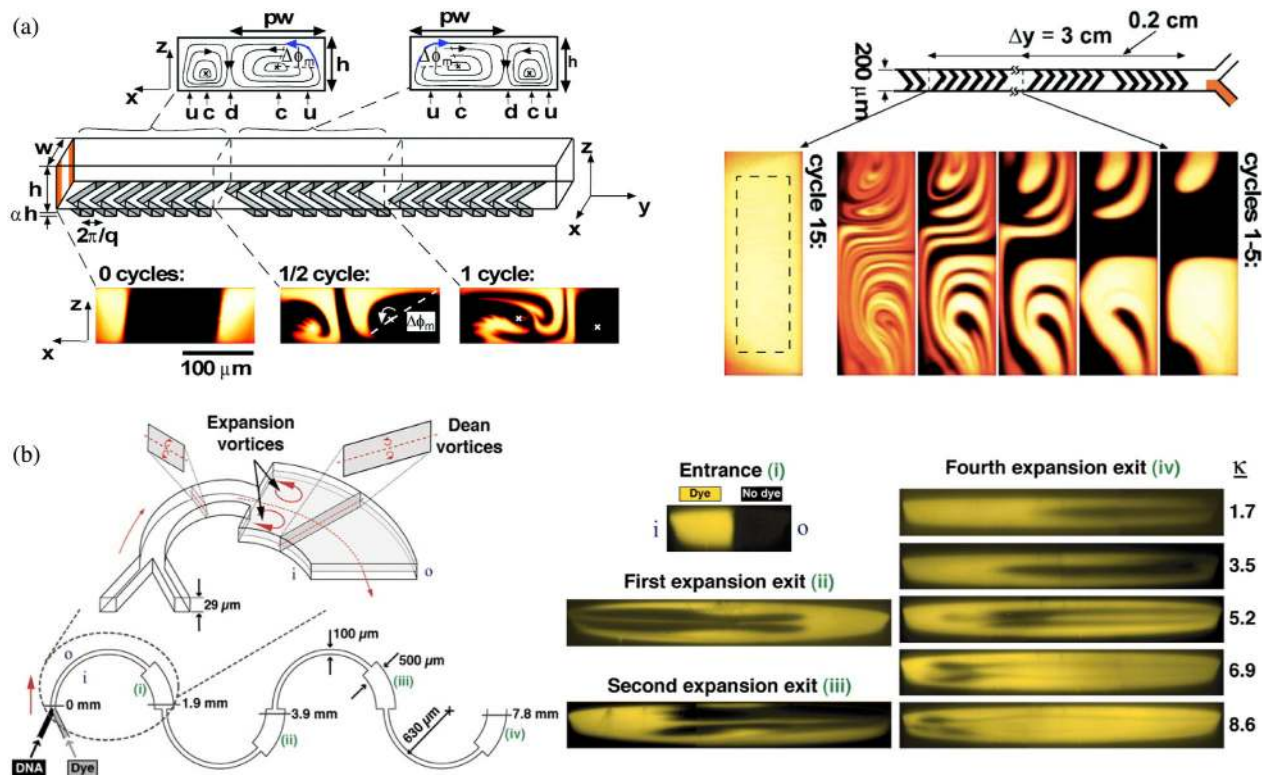 (a)
pw
pw
z
Δϕm
h
x
u c d c u
Δϕm
h
u c d c u
w
h
αh
2π/q
z
y
x
0 cycles:
1/2 cycle:
1 cycle:
z
x
100 µm
Δϕm
0.2 cm
Δy = 3 cm
200 µm
cycle 15:
cycles 1-5:
(b)
Expansion
vortices
Dean
vortices
i
o
29 µm
100 µm
500 µm
o
i
(i)
(iii)
0 mm
1.9 mm
3.9 mm
630 µm
7.8 mm
(ii)
(iv)
DNA
Dye
Entrance (i)
Dye
No dye
i
o
First expansion exit (ii)
Second expansion exit (iii)
Fourth expansion exit (iv)
κ
1.7
3.5
5.2
6.9
8.6